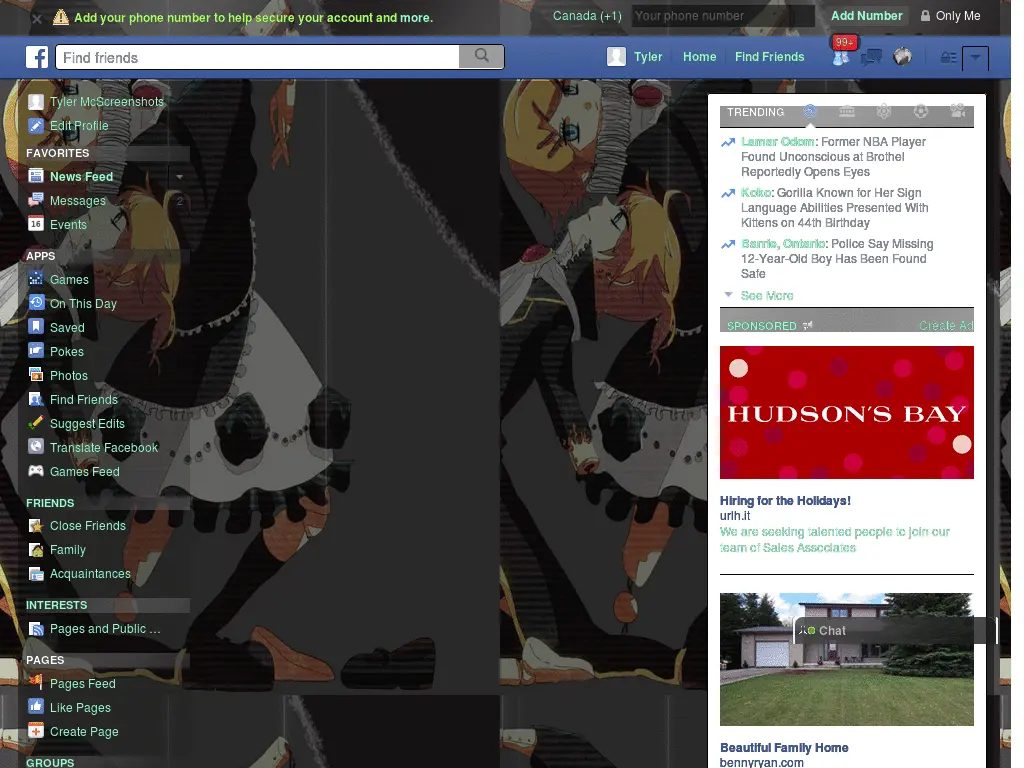 Add your phone number to help secure your account and more.
Canada (+1)
Your phone number
Add Number
Only Me
Find friends
Tyler
Home
Find Friends
99+
Tyler McScreenshots
Edit Profile
FAVORITES
News Feed
Messages
2
16
Events
APPS
Games
On This Day
Saved
Pokes
Photos
Find Friends
Suggest Edits
Translate Facebook
Games Feed
FRIENDS
Close Friends
Family
Acquaintances
INTERESTS
Pages and Public ...
PAGES
Pages Feed
Like Pages
Create Page
GROUPS
TRENDING
Lamar Odom: Former NBA Player
Found Unconscious at Brothel
Reportedly Opens Eyes
Koko: Gorilla Known for Her Sign
Language Abilities Presented With
Kittens on 44th Birthday
Barrie, Ontario: Police Say Missing
12-Year-Old Boy Has Been Found
Safe
See More
SPONSORED
Create Ad
HUDSON'S BAY
Hiring for the Holidays!
urlh.it
We are seeking talented people to join our
team of Sales Associates
Chat
Beautiful Family Home
bennyryan.com